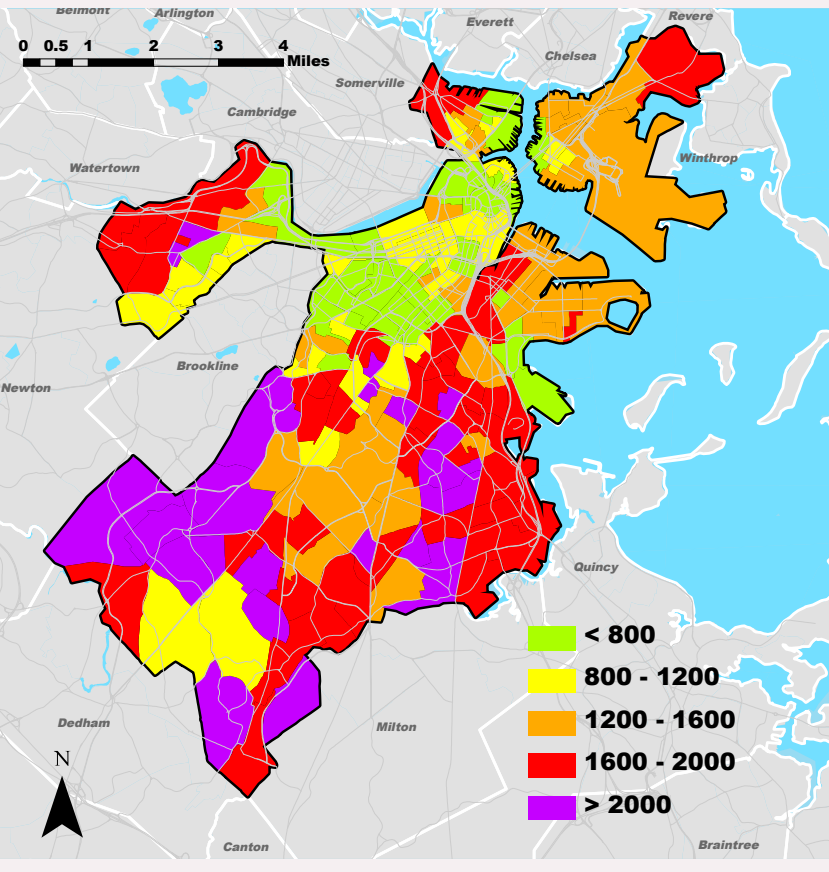 Belmont
Arlington
Everett
Revere
0 0.5 1 2 3 4
Miles
Chelsea
Somerville
Cambridge
Watertown
Winthrop
Brookline
Newton
Quincy
< 800
800 - 1200
1200 - 1600
1600 - 2000
> 2000
Dedham
Milton
N
Canton
Braintree